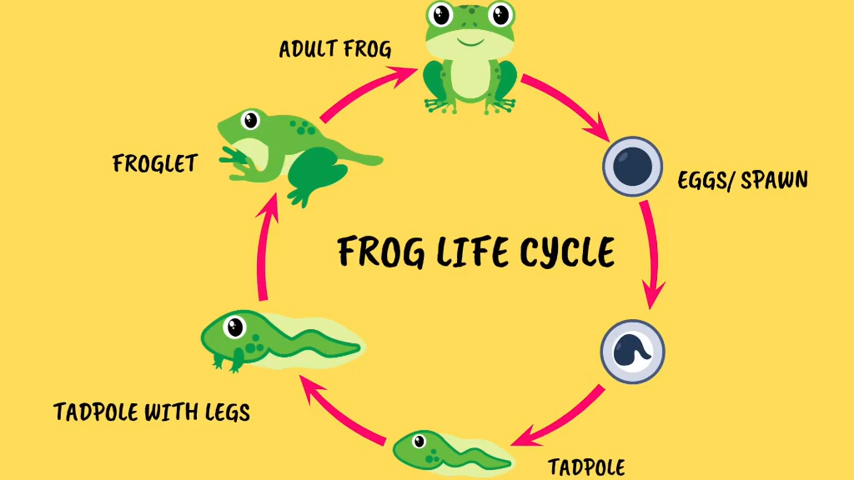 ADULT FROG
FROGLET
EGGS/ SPAWN
FROG LIFE CYCLE
TADPOLE WITH LEGS
TADPOLE